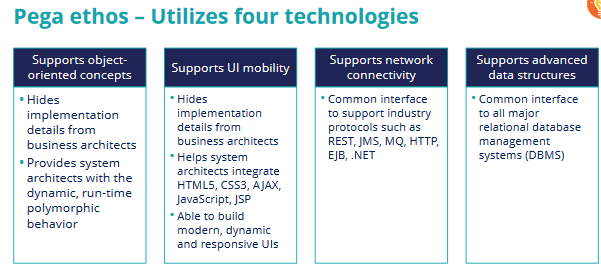 Pega ethos – Utilizes four technologies
Supports object-
oriented concepts
• Hides
implementation
details from
business architects
• Provides system
architects with the
dynamic, run-time
polymorphic
behavior
Supports UI mobility
• Hides
implementation
details from
business architects
• Helps system
architects integrate
HTML5, CSS3, AJAX,
JavaScript, JSP
• Able to build
modern, dynamic
and responsive UIs
Supports network
connectivity
• Common interface
to support industry
protocols such as
REST, JMS, MQ, HTTP,
EJB, .NET
Supports advanced
data structures
• Common interface
to all major
relational database
management
systems (DBMS)